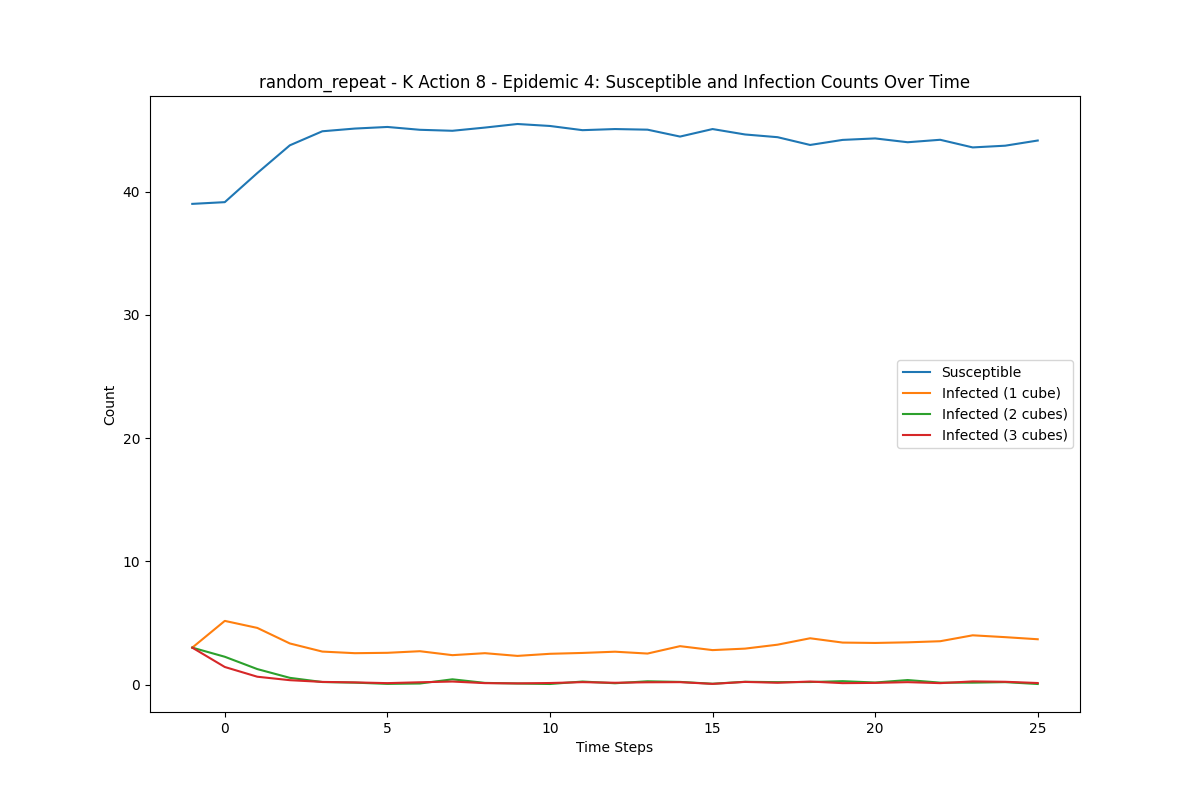 random_repeat - K Action 8 - Epidemic 4: Susceptible and Infection Counts Over Time
Count
40
30
20
10
0
Susceptible
Infected (1 cube)
Infected (2 cubes)
Infected (3 cubes)
0 5 10 15 20 25
Time Steps